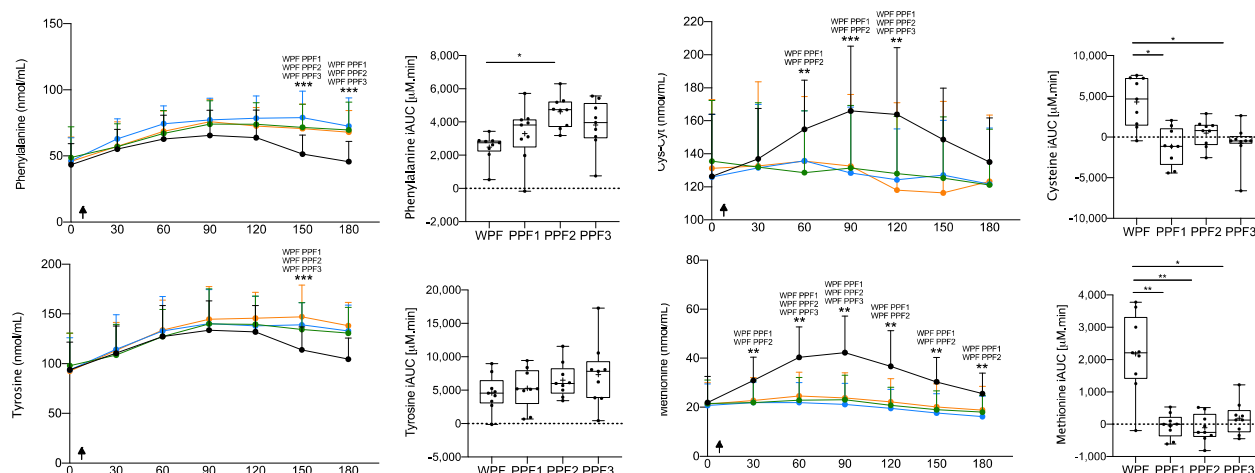 Phenylalanine (nmol/mL)
150
100
50
0
WPF PPF1
WPF PPF2
WPF PPF3
***
WPF PPF1
WPF PPF2
WPF PPF3
***
0 30 60 90 120 150 180
Phenylalanine iAUC [µM.min]
8,000
6,000
4,000
2,000
0
-2,000
*
WPF PPF1 PPF2 PPF3
Cys-Cyt (nmol/mL)
220
200
180
160
140
120
100
WPF PPF1
WPF PPF2
**
WPF PPF1
WPF PPF2
***
WPF PPF1
WPF PPF2
WPF PPF3
**
0 30 60 90 120 150 180
Cysteine iAUC [µM.min]
10,000
5,000
0
-5,000
-10,000
*
*
WPF PPF1 PPF2 PPF3
Tyrosine (nmol/mL)
200
150
100
50
0
WPF PPF1
WPF PPF2
WPF PPF3
***
0 30 60 90 120 150 180
Tyrosine iAUC [µM.min]
20,000
15,000
10,000
5,000
0
-5,000
WPF PPF1 PPF2 PPF3
Methionine (nmol/mL)
80
60
40
20
0
WPF PPF1
WPF PPF2
**
WPF PPF1
WPF PPF2
WPF PPF3
**
WPF PPF1
WPF PPF2
WPF PPF3
**
WPF PPF1
WPF PPF2
**
WPF PPF1
WPF PPF2
**
WPF PPF1
WPF PPF2
**
0 30 60 90 120 150 180
Methionine iAUC [µM.min]
5,000
4,000
3,000
2,000
1,000
0
-1,000
*
**
**
WPF PPF1 PPF2 PPF3